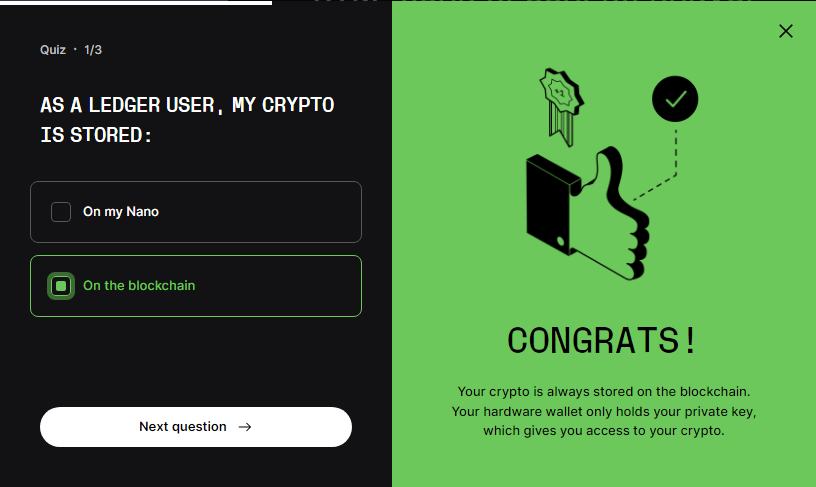 Quiz · 1/3
AS A LEDGER USER, MY CRYPTO
IS STORED:
On my Nano
On the blockchain
Next question →
CONGRATS!
Your crypto is always stored on the blockchain.
Your hardware wallet only holds your private key,
which gives you access to your crypto.